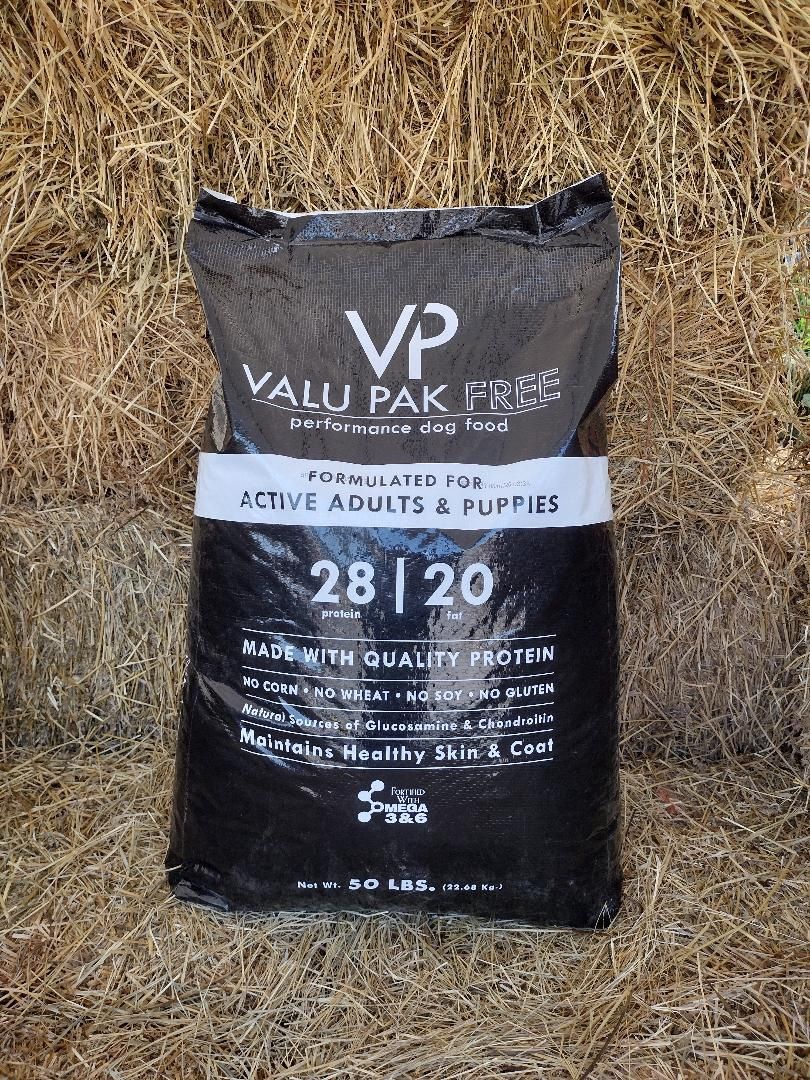 VP
VALU PAK FREE
performance dog food
FORMULATED FOR
ACTIVE ADULTS & PUPPIES
28 | 20
protein fat
MADE WITH QUALITY PROTEIN
NO CORN • NO WHEAT • NO SOY • NO GLUTEN
Natural Sources of Glucosamine & Chondroitin
Maintains Healthy Skin & Coat
FORTIFIED
WITH
OMEGA
3&6
Net Wt. 50 LBS. (22.68 Kg.)